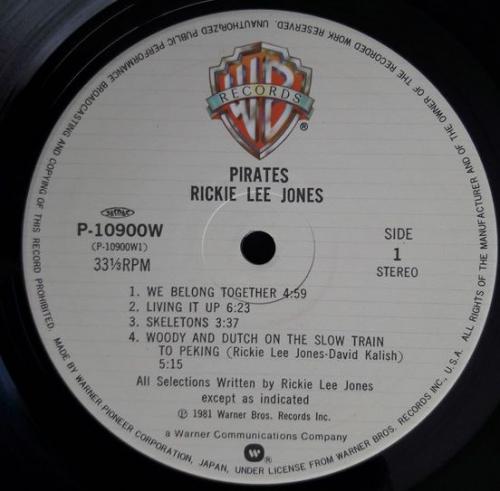 UNAUTHORIZED PUBLIC PERFORMANCE BROADCASTING AND COPYING OF THIS RECORD PROHIBITED.
ALL RIGHTS OF THE MANUFACTURER AND OF THE OWNER OF THE RECORDED WORK RESERVED.
WB
RECORDS
®
PIRATES
RICKIE LEE JONES
P-10900W
(P-10900W1)
33⅓RPM
SIDE
1
STEREO
1. WE BELONG TOGETHER 4:59
2. LIVING IT UP 6:23
3. SKELETONS 3:37
4. WOODY AND DUTCH ON THE SLOW TRAIN
TO PEKING (Rickie Lee Jones-David Kalish)
5:15
All Selections Written by Rickie Lee Jones
except as indicated
Ⓟ © 1981 Warner Bros. Records Inc.
a Warner Communications Company
®
MADE BY WARNER PIONEER CORPORATION, JAPAN, UNDER LICENSE FROM WARNER BROS. RECORDS INC., U.S.A.